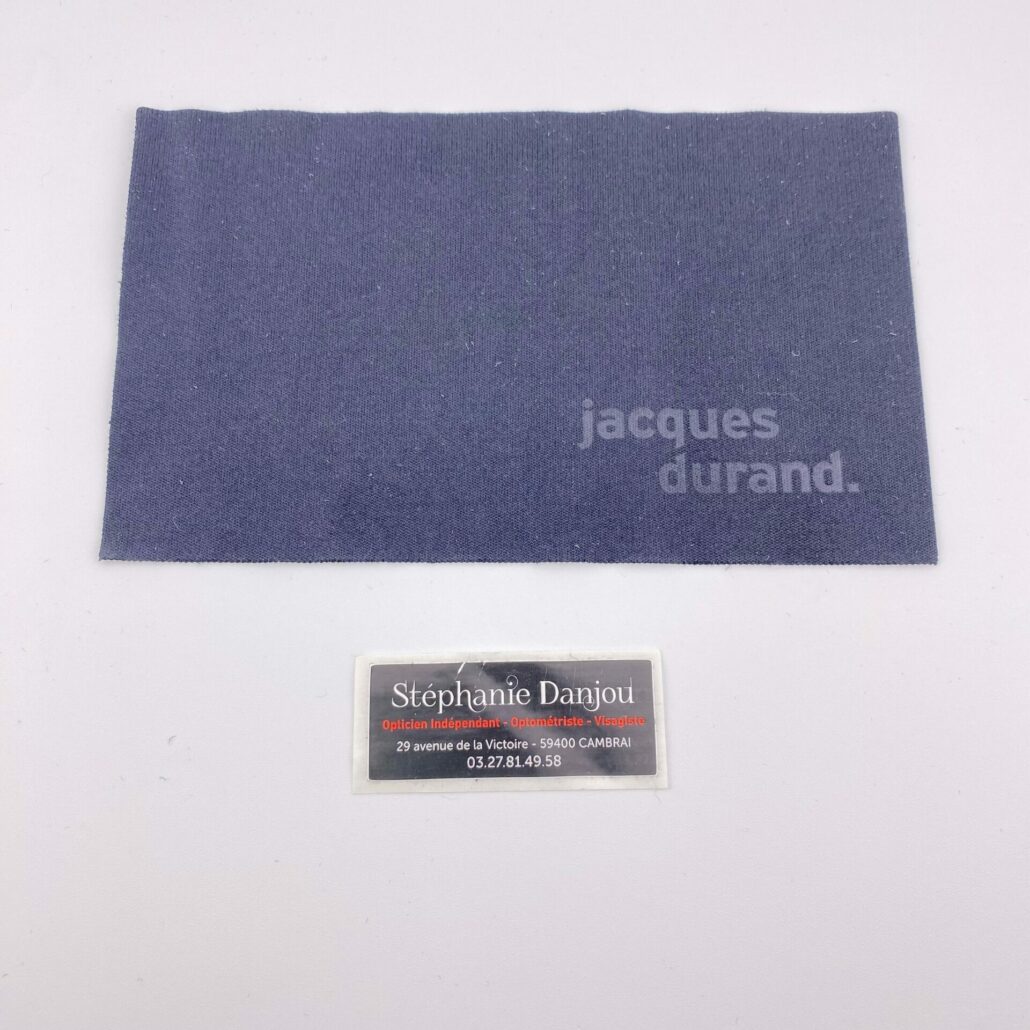 jacques
durand.
Stéphanie Danjou
Opticien Indépendant - Optométriste - Visagiste
29 avenue de la Victoire - 59400 CAMBRAI
03.27.81.49.58